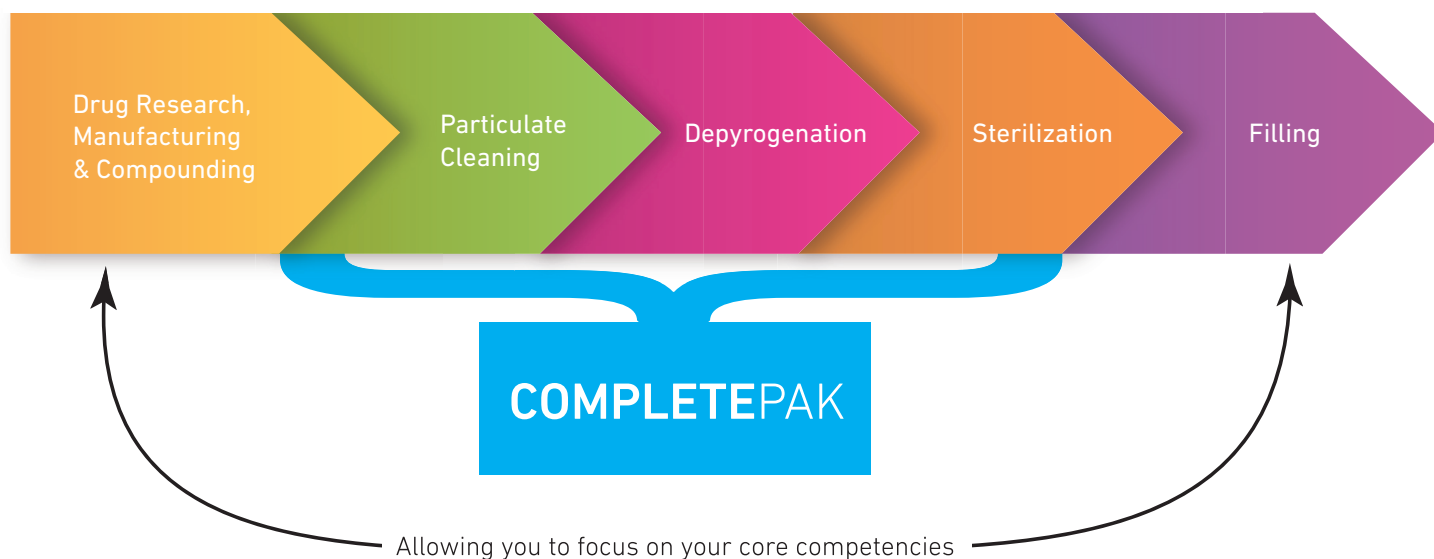 Drug Research,
Manufacturing
& Compounding
Particulate
Cleaning
Depyrogenation
Sterilization
Filling
COMPLETEPAK
Allowing you to focus on your core competencies